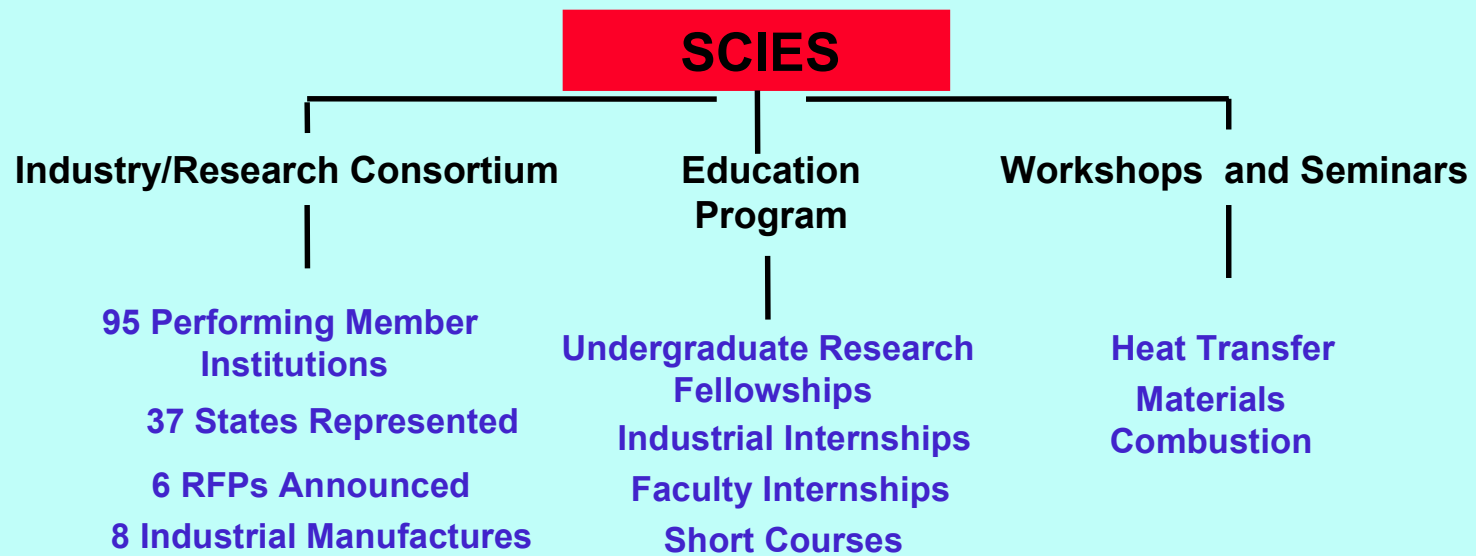 SCIES
Industry/Research Consortium
95 Performing Member
Institutions
37 States Represented
6 RFPs Announced
8 Industrial Manufactures
Education
Program
Undergraduate Research
Fellowships
Industrial Internships
Faculty Internships
Short Courses
Workshops and Seminars
Heat Transfer
Materials
Combustion